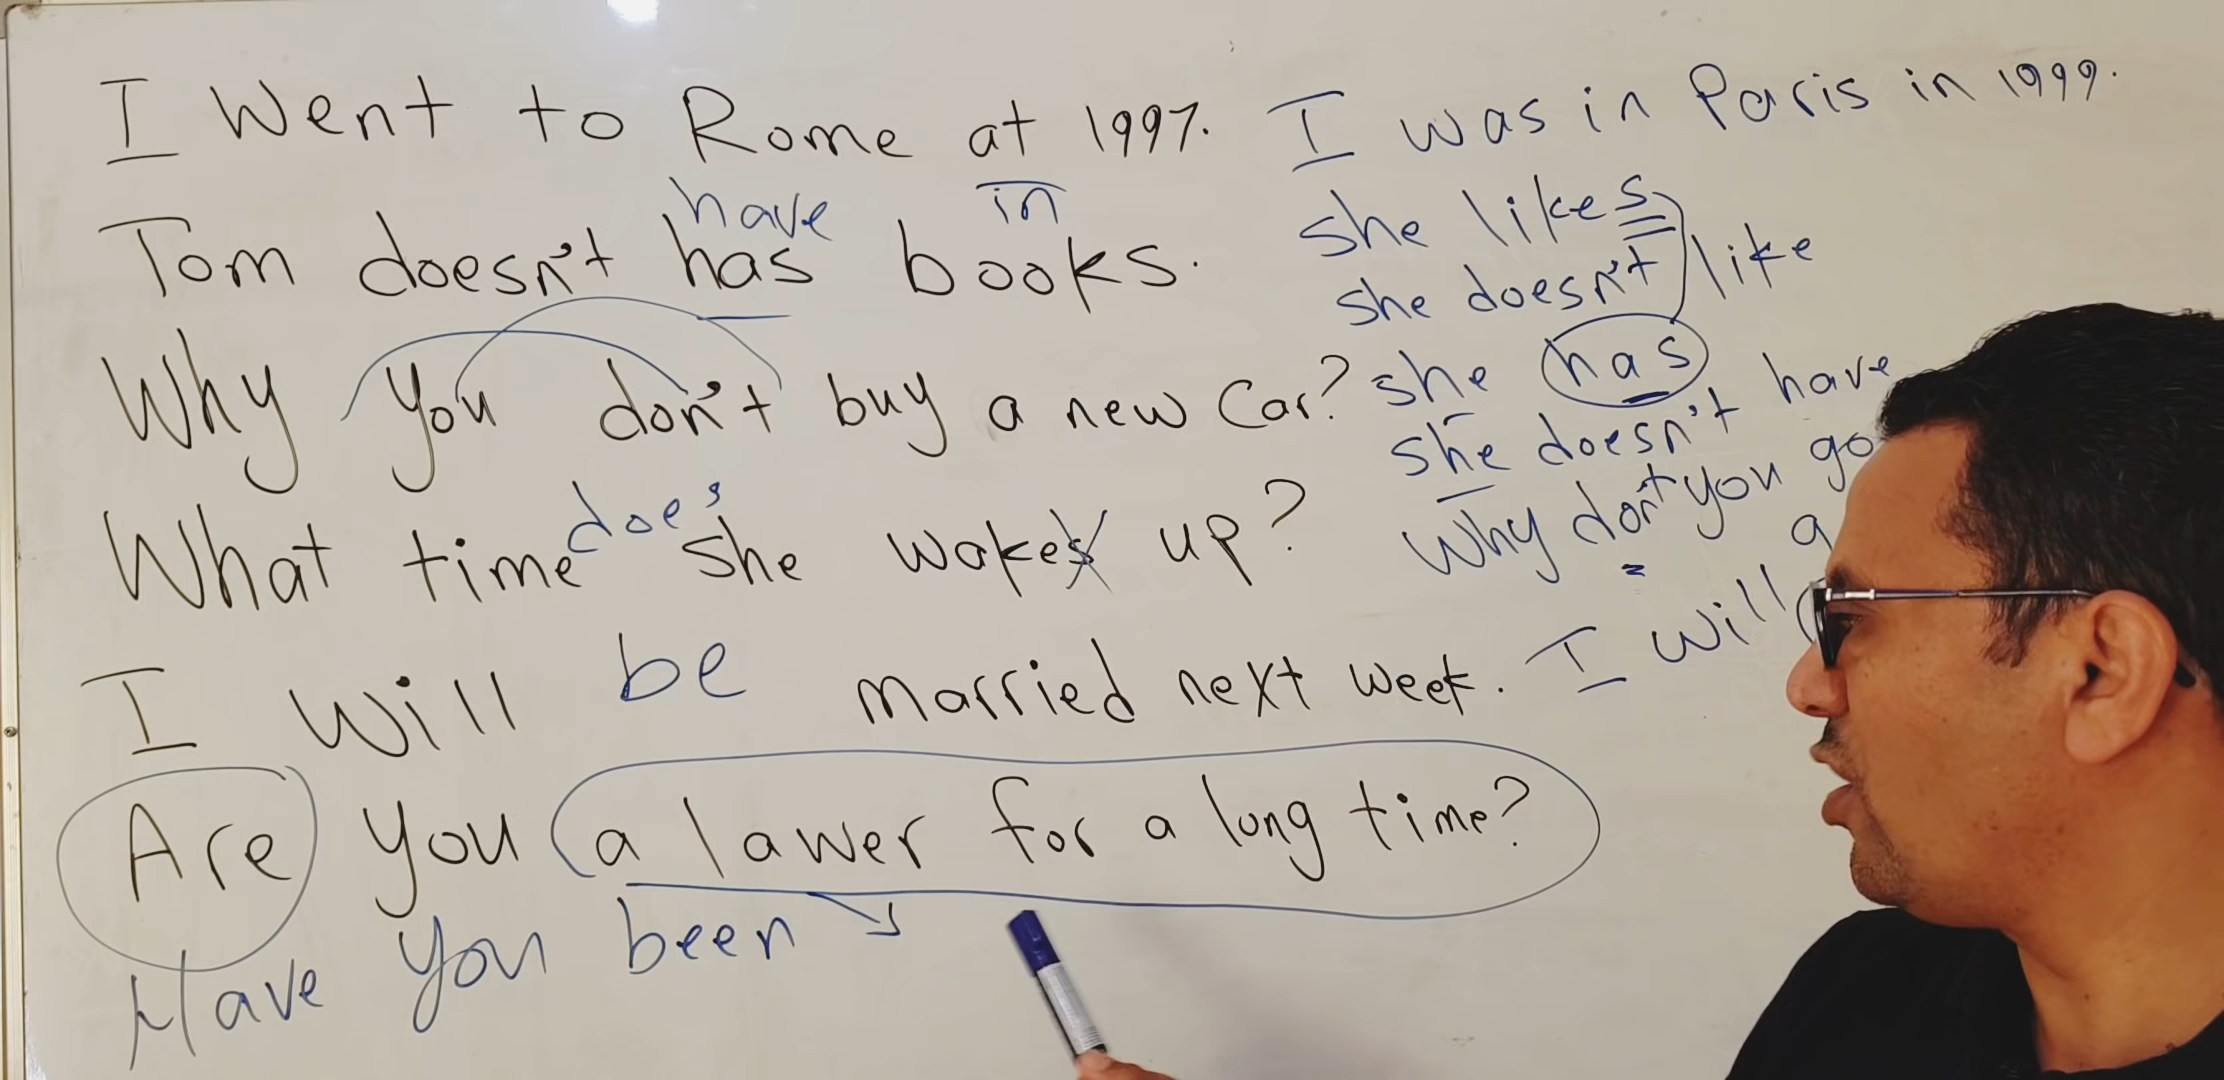 I Went to Rome at 1997.
in
Tom doesn't has books.
have
Why you don't buy a new Car?
What time she wakes up?
does
I will be married next week.
Are you a lawer for a long time?
Have you been
I was in Paris in 1999.
she likes
she doesn't like
she has
she doesn't have
Why don't you go
a
I will